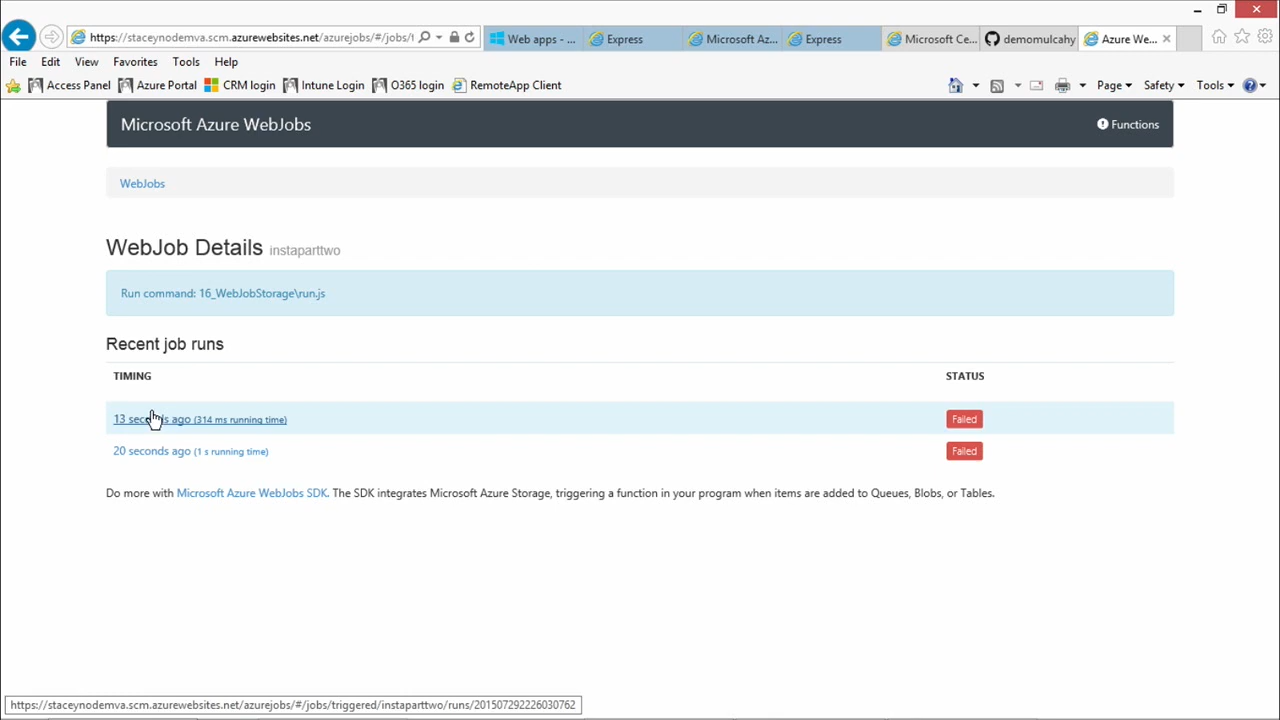 https://staceynodemva.scm.azurewebsites.net/azurejobs/#/jobs/t
Web apps - ...
Express
Microsoft Az...
Express
Microsoft Ce...
demomulcahy
Azure We...
File Edit View Favorites Tools Help
Access Panel Azure Portal CRM login Intune Login O365 login RemoteApp Client
Page Safety Tools
Microsoft Azure WebJobs
Functions
WebJobs
WebJob Details instaparttwo
Run command: 16_WebJobStorage\run.js
Recent job runs
TIMING STATUS
13 seconds ago (314 ms running time) Failed
20 seconds ago (1 s running time) Failed
Do more with Microsoft Azure WebJobs SDK. The SDK integrates Microsoft Azure Storage, triggering a function in your program when items are added to Queues, Blobs, or Tables.
https://staceynodemva.scm.azurewebsites.net/azurejobs/#/jobs/triggered/instaparttwo/runs/201507292226030762